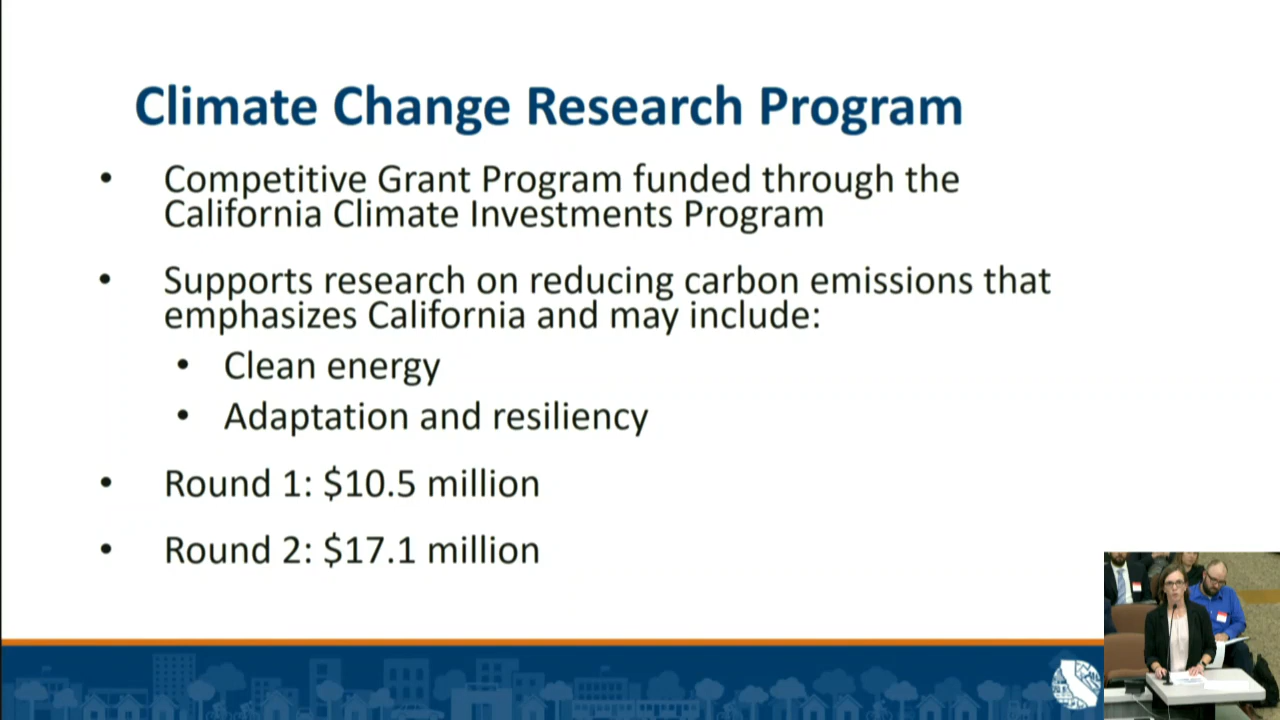 Climate Change Research Program
• Competitive Grant Program funded through the
California Climate Investments Program
• Supports research on reducing carbon emissions that
emphasizes California and may include:
• Clean energy
• Adaptation and resiliency
• Round 1: $10.5 million
• Round 2: $17.1 million